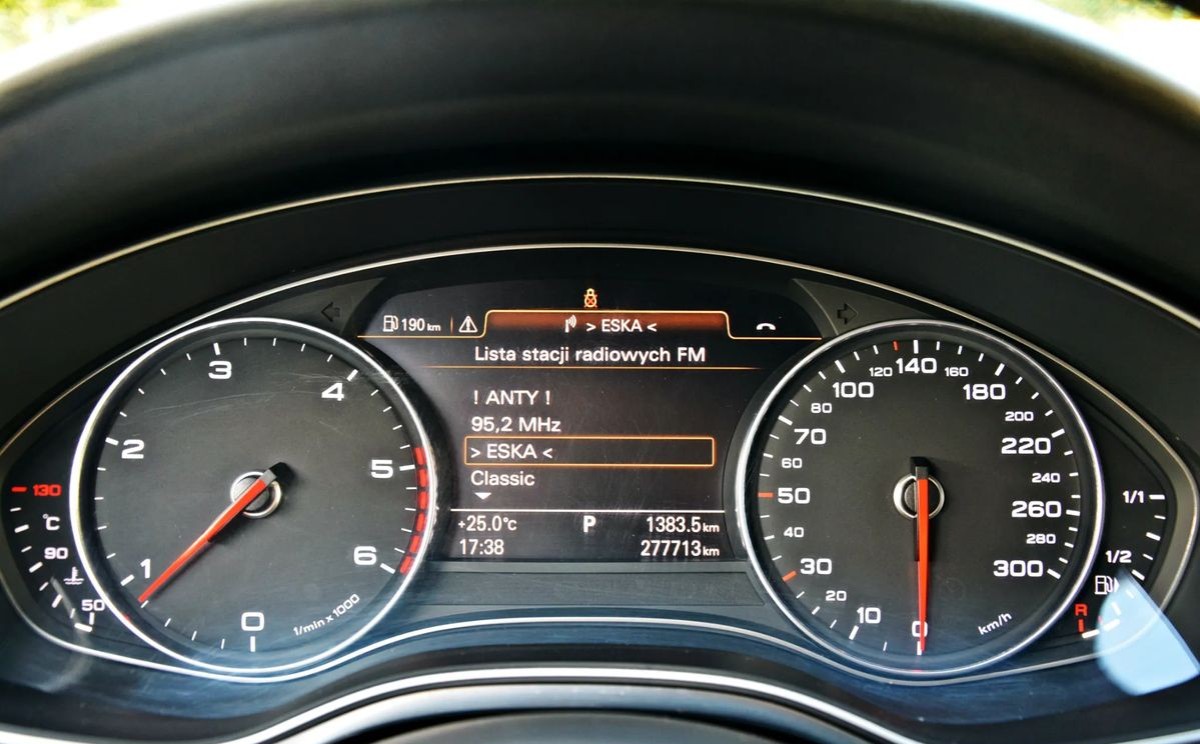 190 km > ESKA <
Lista stacji radiowych FM
! ANTY !
95,2 MHz
> ESKA <
Classic
+25.0°C P 1383.5 km
17:38 277713 km
0
1
2
3
4
5
6
1/min x 1000
130
°C
90
50
0
10
20
30
40
50
60
70
80
100
120
140
160
180
200
220
240
260
280
300
km/h
1/1
1/2
R